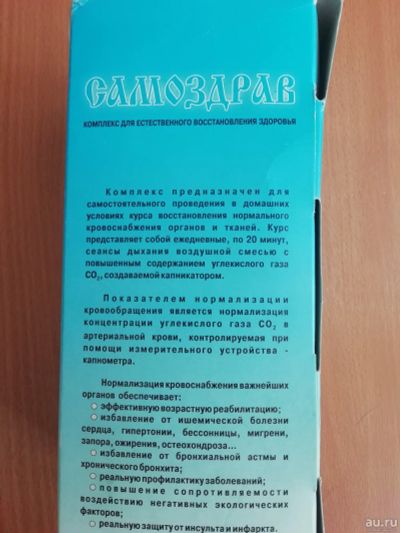 САМОЗДРАВ
КОМПЛЕКС ДЛЯ ЕСТЕСТВЕННОГО ВОССТАНОВЛЕНИЯ ЗДОРОВЬЯ
Комплекс предназначен для
самостоятельного проведения в домашних
условиях курса восстановления нормального
кровоснабжения органов и тканей. Курс
представляет собой ежедневные, по 20 минут,
сеансы дыхания воздушной смесью с
повышенным содержанием углекислого газа
CO₂, создаваемой капникатором.
Показателем нормализации
кровообращения является нормализация
концентрации углекислого газа CO₂ в
артериальной крови, контролируемая при
помощи измерительного устройства -
капнометра.
Нормализация кровоснабжения важнейших
органов обеспечивает:
эффективную возрастную реабилитацию;
избавление от ишемической болезни
сердца, гипертонии, бессонницы, мигрени,
запора, ожирения, остеохондроза...
избавление от бронхиальной астмы и
хронического бронхита;
реальную профилактику заболеваний;
повышение сопротивляемости
воздействию негативных экологических
факторов;
реальную защиту от инсульта и инфаркта.
au.ru